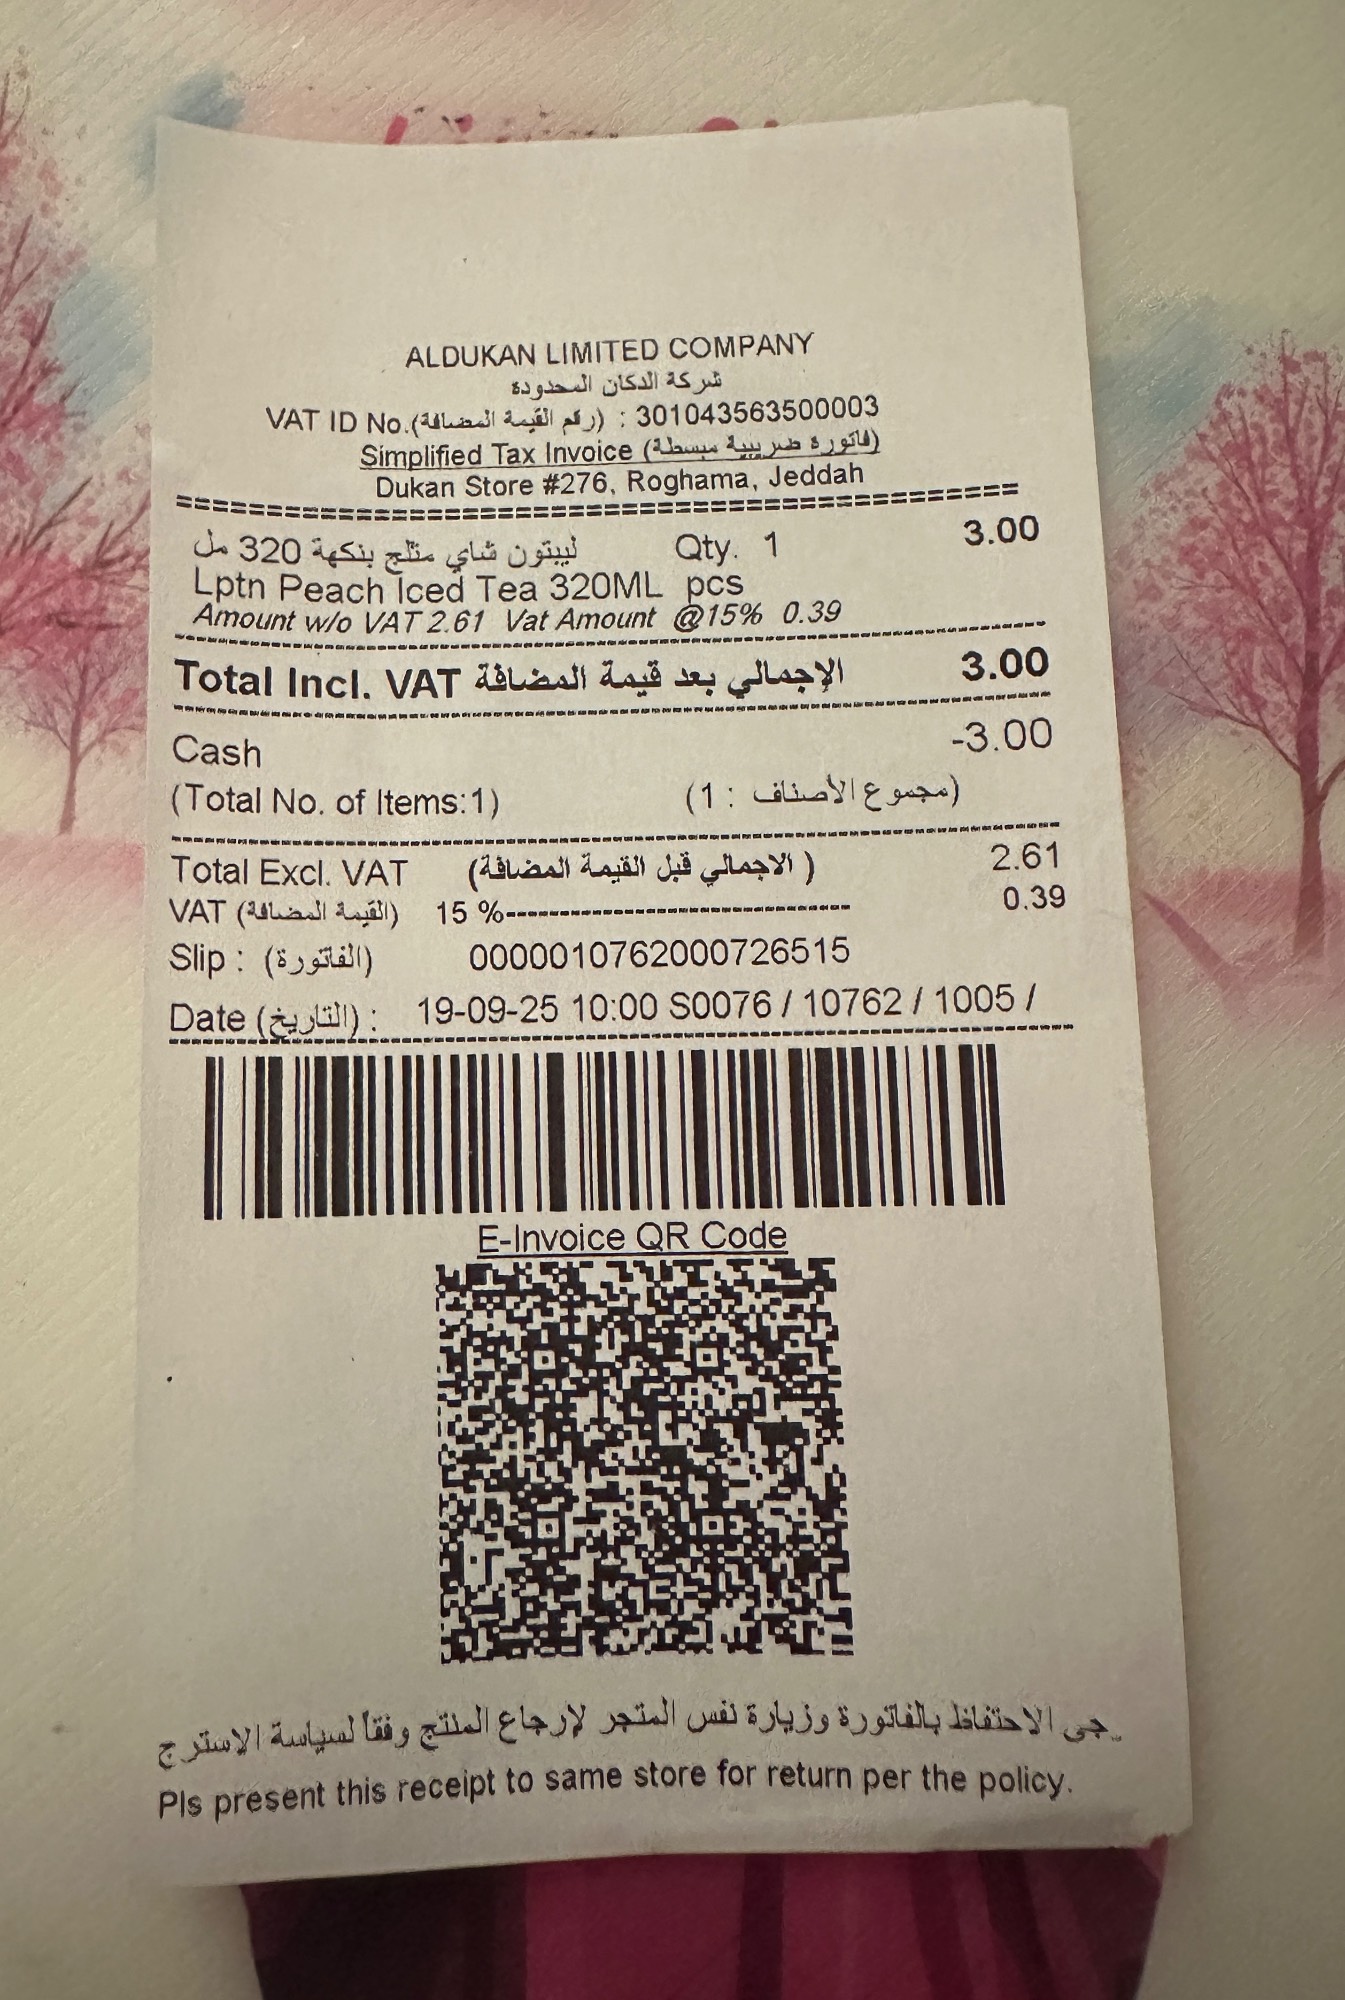 ALDUKAN LIMITED COMPANY
شركة الدكان المحدودة
VAT ID No.(رقم القيمة المضافة) : 301043563500003
Simplified Tax Invoice (فاتورة ضريبية مبسطة)
Dukan Store #276, Roghama, Jeddah
ليبتون شاي مثلج بنكهة 320 مل Qty. 1 3.00
Lptn Peach Iced Tea 320ML pcs
Amount w/o VAT 2.61 Vat Amount @15% 0.39
Total Incl. VAT الإجمالي بعد قيمة المضافة 3.00
Cash -3.00
(Total No. of Items:1) (مجموع الأصناف : 1)
Total Excl. VAT (الاجمالي قبل القيمة المضافة ) 2.61
VAT (القيمة المضافة) 15 %------------------------------- 0.39
Slip : (الفاتورة) 0000010762000726515
Date (التاريخ) : 19-09-25 10:00 S0076 / 10762 / 1005 /
E-Invoice QR Code
الاحتفاظ بالفاتورة وزيارة نفس المتجر لإرجاع المنتج وفقاً لسياسة
Pls present this receipt to same store for return per the policy.